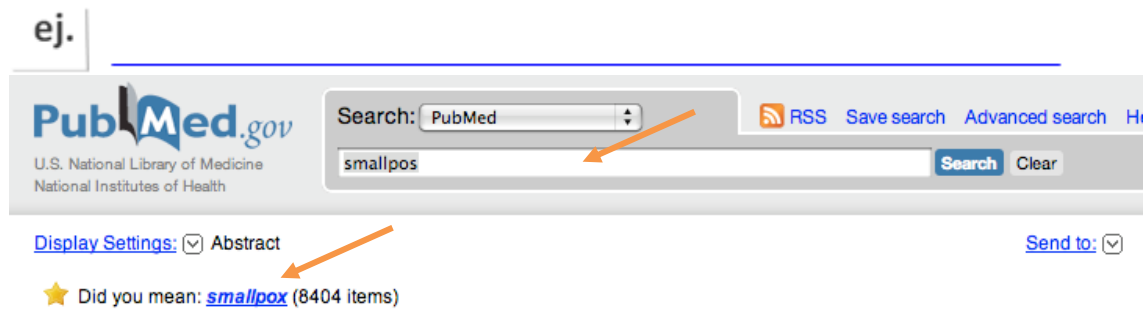 ej.
PubMed.gov
U.S. National Library of Medicine
National Institutes of Health
Search: PubMed
RSS Save search Advanced search He
smallpos
Search Clear
Display Settings: Abstract
Send to:
Did you mean: smallpox (8404 items)